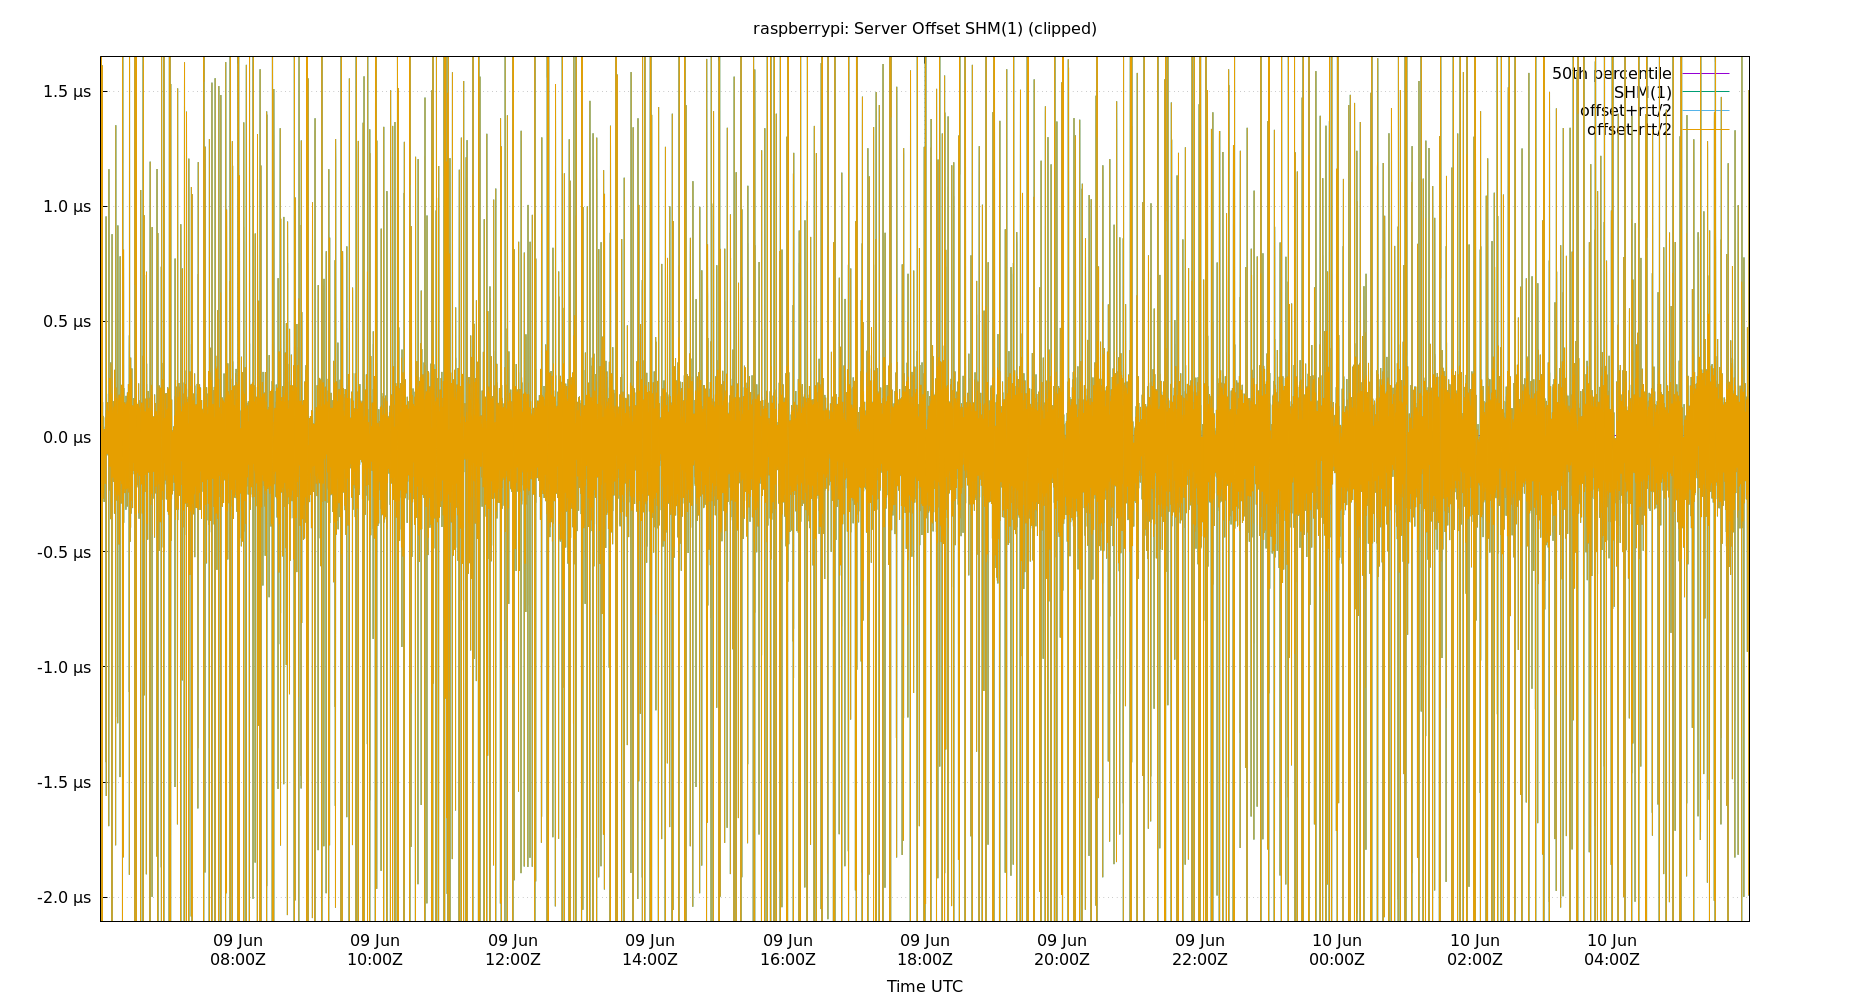 raspberrypi: Server Offset SHM(1) (clipped)
50th percentile
SHM(1)
offset+rtt/2
offset-rtt/2
1.5 µs
1.0 µs
0.5 µs
0.0 µs
-0.5 µs
-1.0 µs
-1.5 µs
-2.0 µs
09 Jun 09 Jun 09 Jun 09 Jun 09 Jun 09 Jun 09 Jun 09 Jun 10 Jun 10 Jun 10 Jun
08:00Z 10:00Z 12:00Z 14:00Z 16:00Z 18:00Z 20:00Z 22:00Z 00:00Z 02:00Z 04:00Z
Time UTC